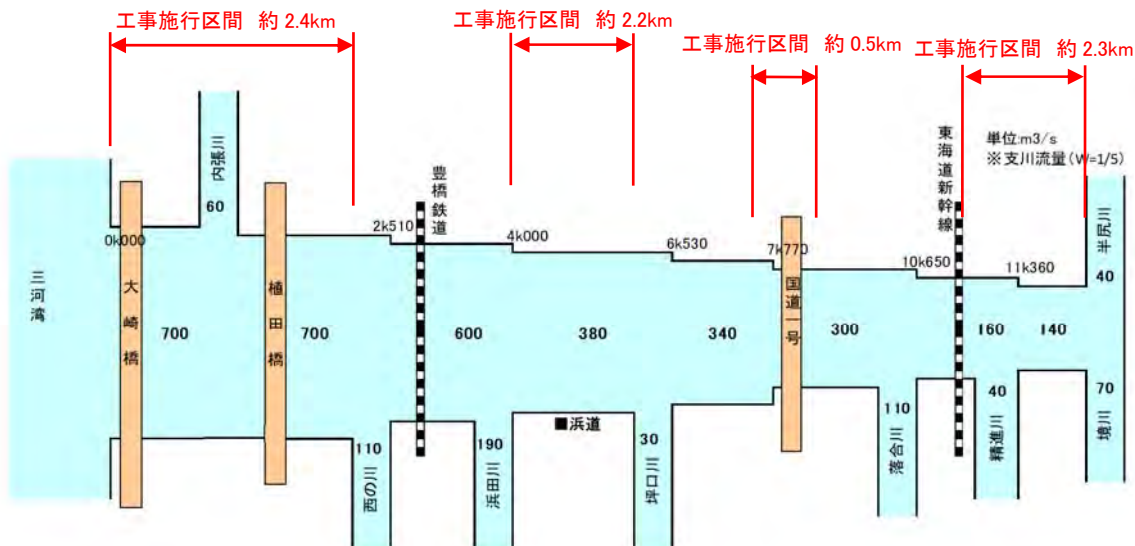 工事施行区間 約 2.4km
工事施行区間 約 2.2km
工事施行区間 約 0.5km
工事施行区間 約 2.3km
単位:m3/s
※支川流量(W=1/5)
三河湾
0k000
大崎橋
700
内張川
60
植田橋
700
2k510
豊橋鉄道
600
4k000
380
■浜道
6k530
340
7k770
国道一号
300
10k650
東海道新幹線
160
11k360
140
半尻川
40
110
西の川
190
浜田川
30
坪口川
110
落合川
40
精進川
70
境川